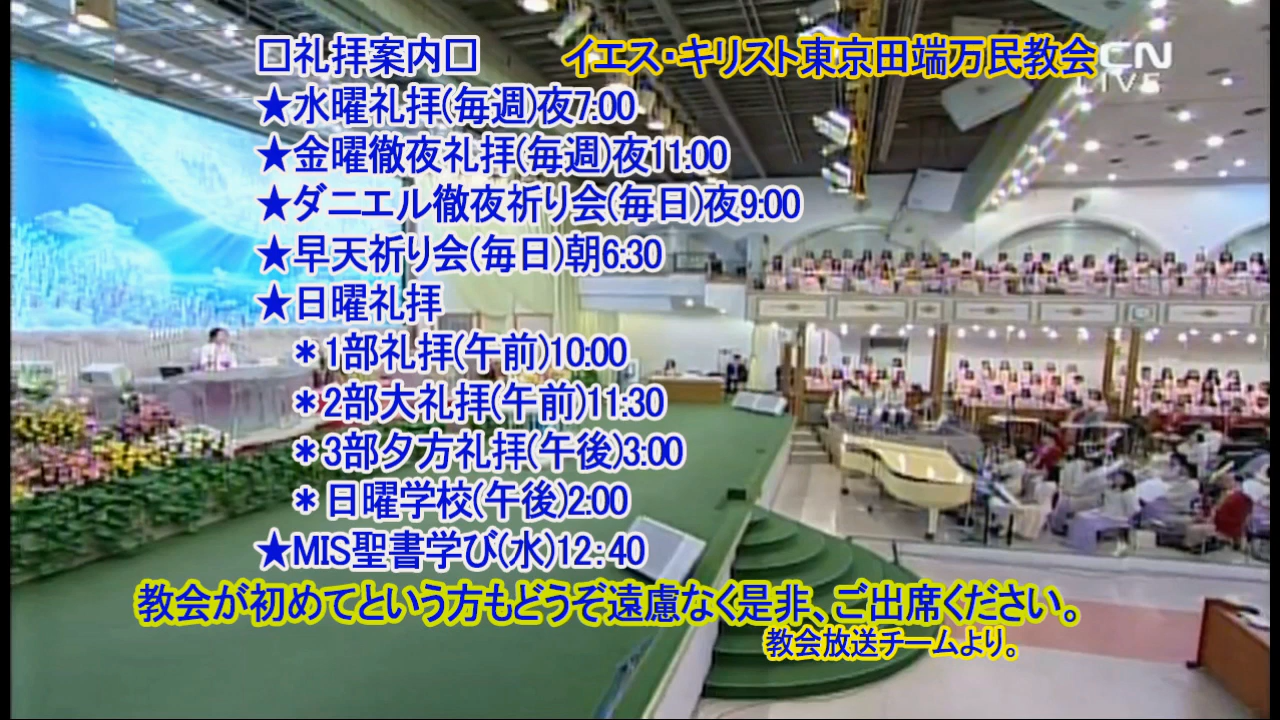 □礼拝案内□ イエス・キリスト東京田端万民教会 CN
LIVE
★水曜礼拝(毎週)夜7:00
★金曜徹夜礼拝(毎週)夜11:00
★ダニエル徹夜祈り会(毎日)夜9:00
★早天祈り会(毎日)朝6:30
★日曜礼拝
＊1部礼拝(午前)10:00
＊2部大礼拝(午前)11:30
＊3部夕方礼拝(午後)3:00
＊日曜学校(午後)2:00
★MIS聖書学び(水)12:40
教会が初めてという方もどうぞ遠慮なく是非、ご出席ください。
教会放送チームより。